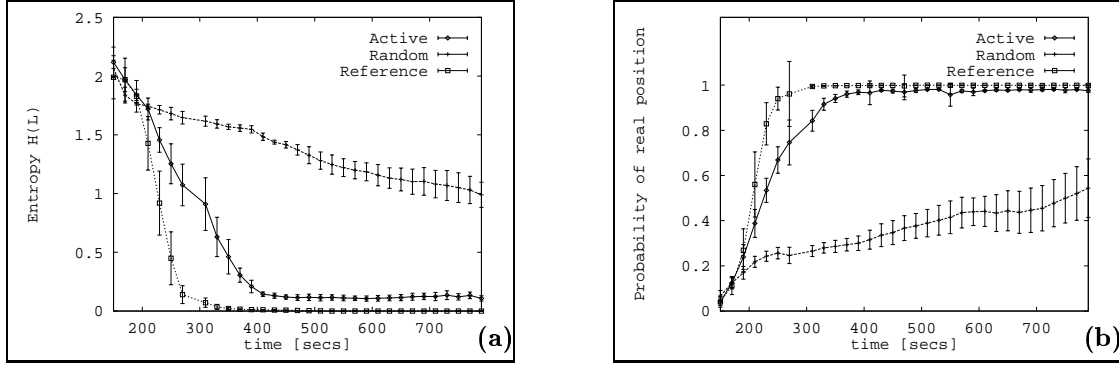 2.5
2
1.5
1
0.5
0
Entropy H(L)
Active
Random
Reference
200 300 400 500 600 700
time [secs]
(a)
1
0.8
0.6
0.4
0.2
0
Probability of real position
Active
Random
Reference
200 300 400 500 600 700
time [secs]
(b)